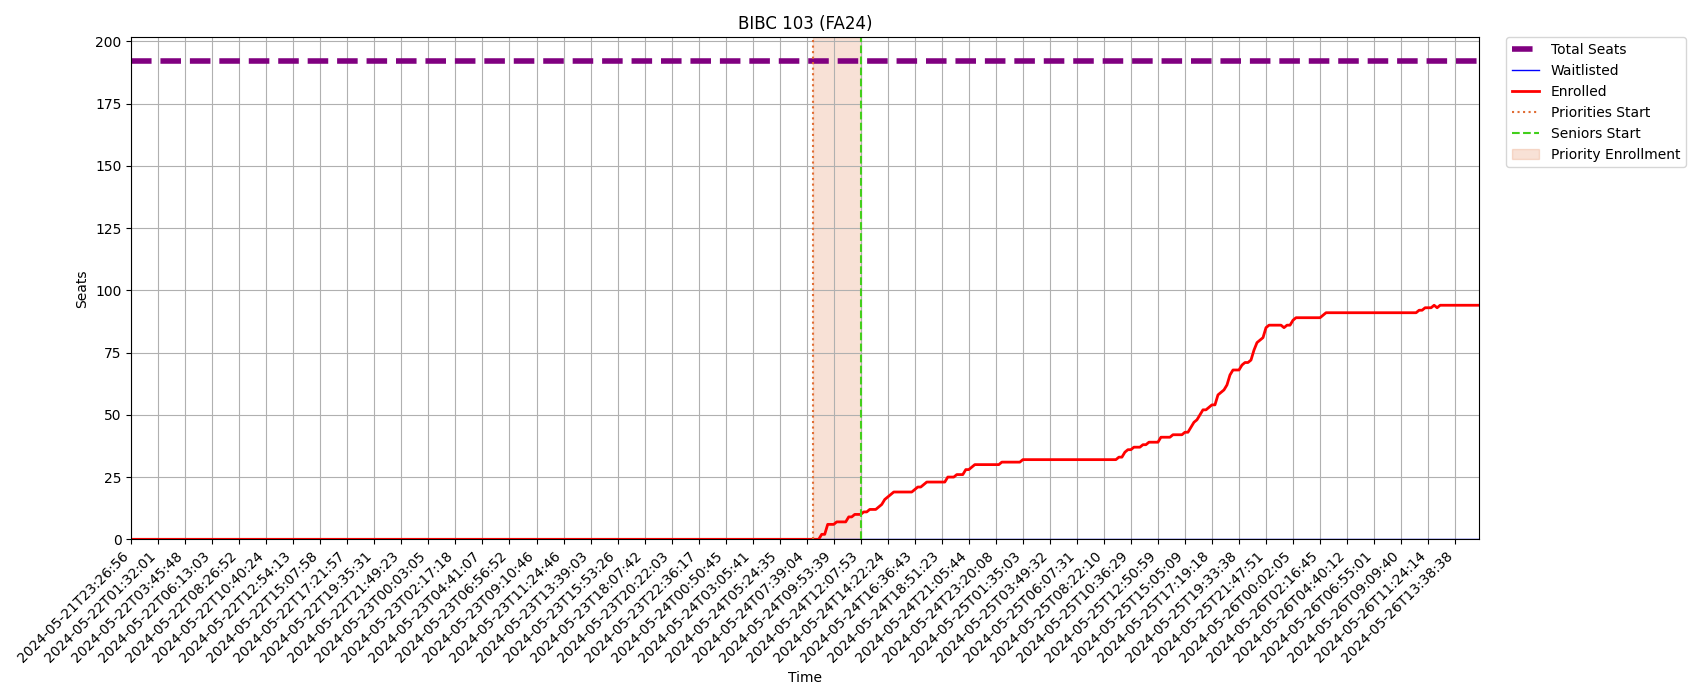 BIBC 103 (FA24)
200
175
150
125
100
75
50
25
0
Seats
Total Seats
Waitlisted
Enrolled
Priorities Start
Seniors Start
Priority Enrollment
2024-05-21T23:26:56
2024-05-22T01:32:01
2024-05-22T03:45:48
2024-05-22T06:13:03
2024-05-22T08:26:52
2024-05-22T10:40:24
2024-05-22T12:54:13
2024-05-22T15:07:58
2024-05-22T17:21:57
2024-05-22T19:35:31
2024-05-22T21:49:23
2024-05-23T00:03:05
2024-05-23T02:17:18
2024-05-23T04:41:07
2024-05-23T06:56:52
2024-05-23T09:10:46
2024-05-23T11:24:46
2024-05-23T13:39:03
2024-05-23T15:53:26
2024-05-23T18:07:42
2024-05-23T20:22:03
2024-05-23T22:36:17
2024-05-24T00:50:45
2024-05-24T03:05:41
2024-05-24T05:24:35
2024-05-24T07:39:04
2024-05-24T09:53:39
2024-05-24T12:07:53
2024-05-24T14:22:24
2024-05-24T16:36:43
2024-05-24T18:51:23
2024-05-24T21:05:44
2024-05-24T23:20:08
2024-05-25T01:35:03
2024-05-25T03:49:32
2024-05-25T06:07:31
2024-05-25T08:22:10
2024-05-25T10:36:29
2024-05-25T12:50:59
2024-05-25T15:05:09
2024-05-25T17:19:18
2024-05-25T19:33:38
2024-05-25T21:47:51
2024-05-26T00:02:05
2024-05-26T02:16:45
2024-05-26T04:40:12
2024-05-26T06:55:01
2024-05-26T09:09:40
2024-05-26T11:24:14
2024-05-26T13:38:38
Time